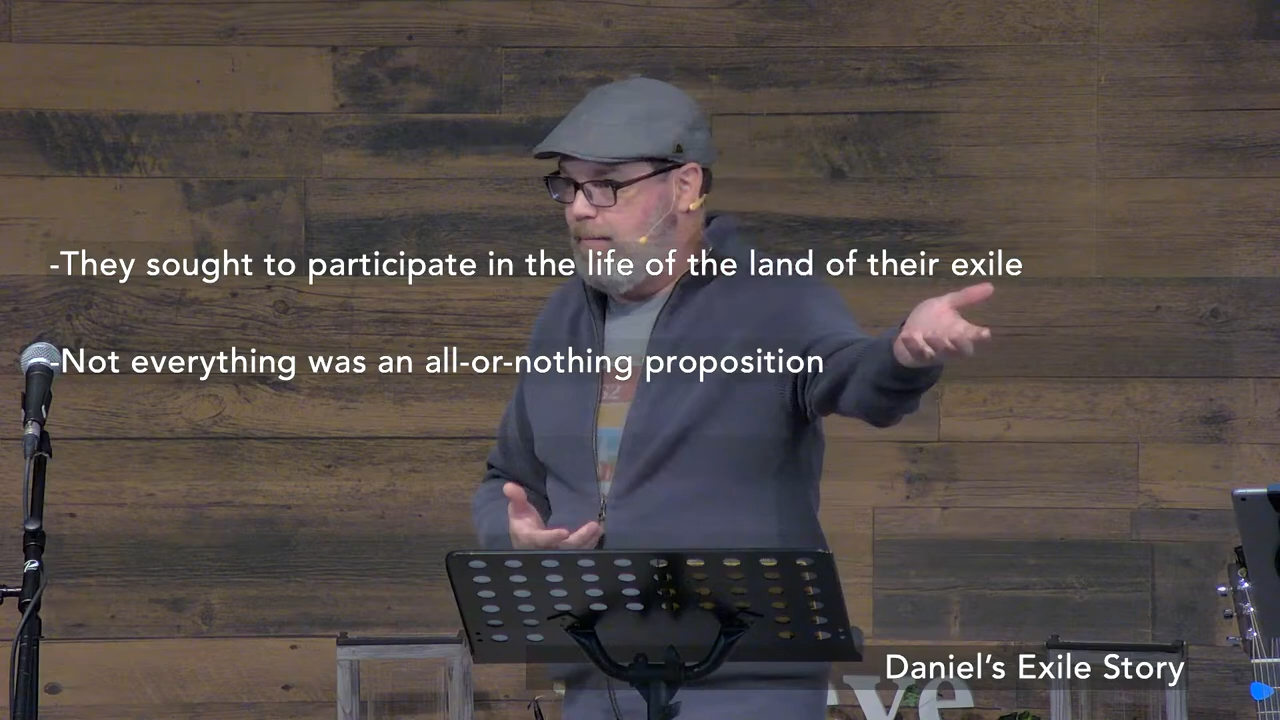 -They sought to participate in the life of the land of their exile
-Not everything was an all-or-nothing proposition
Daniel's Exile Story